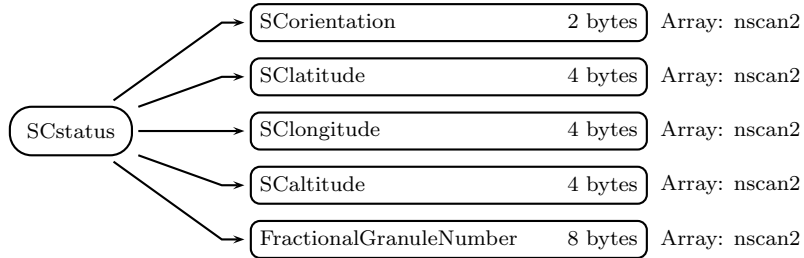 SCorientation 2 bytes Array: nscan2
SClatitude 4 bytes Array: nscan2
SCstatus SClongitude 4 bytes Array: nscan2
SCaltitude 4 bytes Array: nscan2
FractionalGranuleNumber 8 bytes Array: nscan2